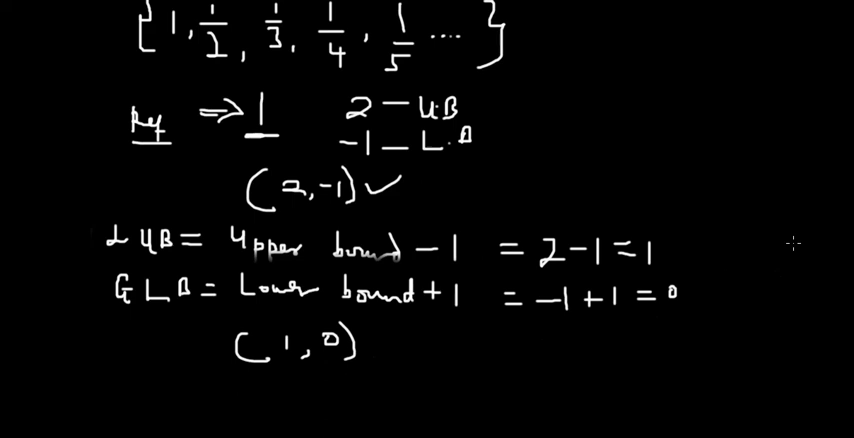 {1, 1/2, 1/3, 1/4, 1/5 ....}
Ref ⇒ 1 2 — U.B
-1 — L.B
(2, -1) ✓
LUB = Upper bound - 1 = 2 - 1 = 1
GLB = Lower bound + 1 = -1 + 1 = 0
(1, 0)